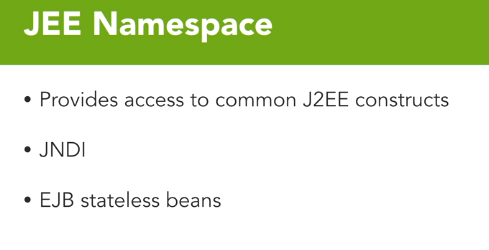 JEE Namespace
• Provides access to common J2EE constructs
• JNDI
• EJB stateless beans